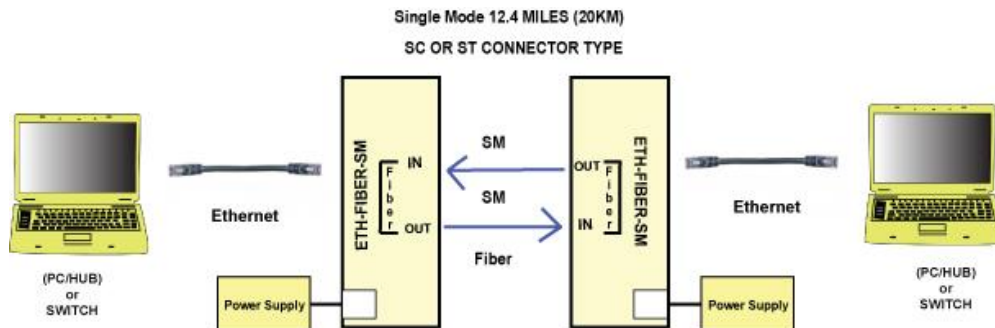 Single Mode 12.4 MILES (20KM)
SC OR ST CONNECTOR TYPE
Ethernet
(PC/HUB)
or
SWITCH
Power Supply
ETH-FIBER-SM
Fiber
IN
OUT
SM
SM
Fiber
OUT
IN
Fiber
ETH-FIBER-SM
Power Supply
Ethernet
(PC/HUB)
or
SWITCH